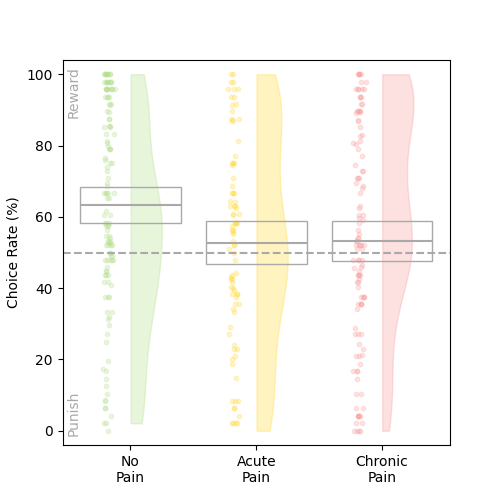 100
80
60
40
20
0
Choice Rate (%)
Reward
Punish
No
Pain
Acute
Pain
Chronic
Pain